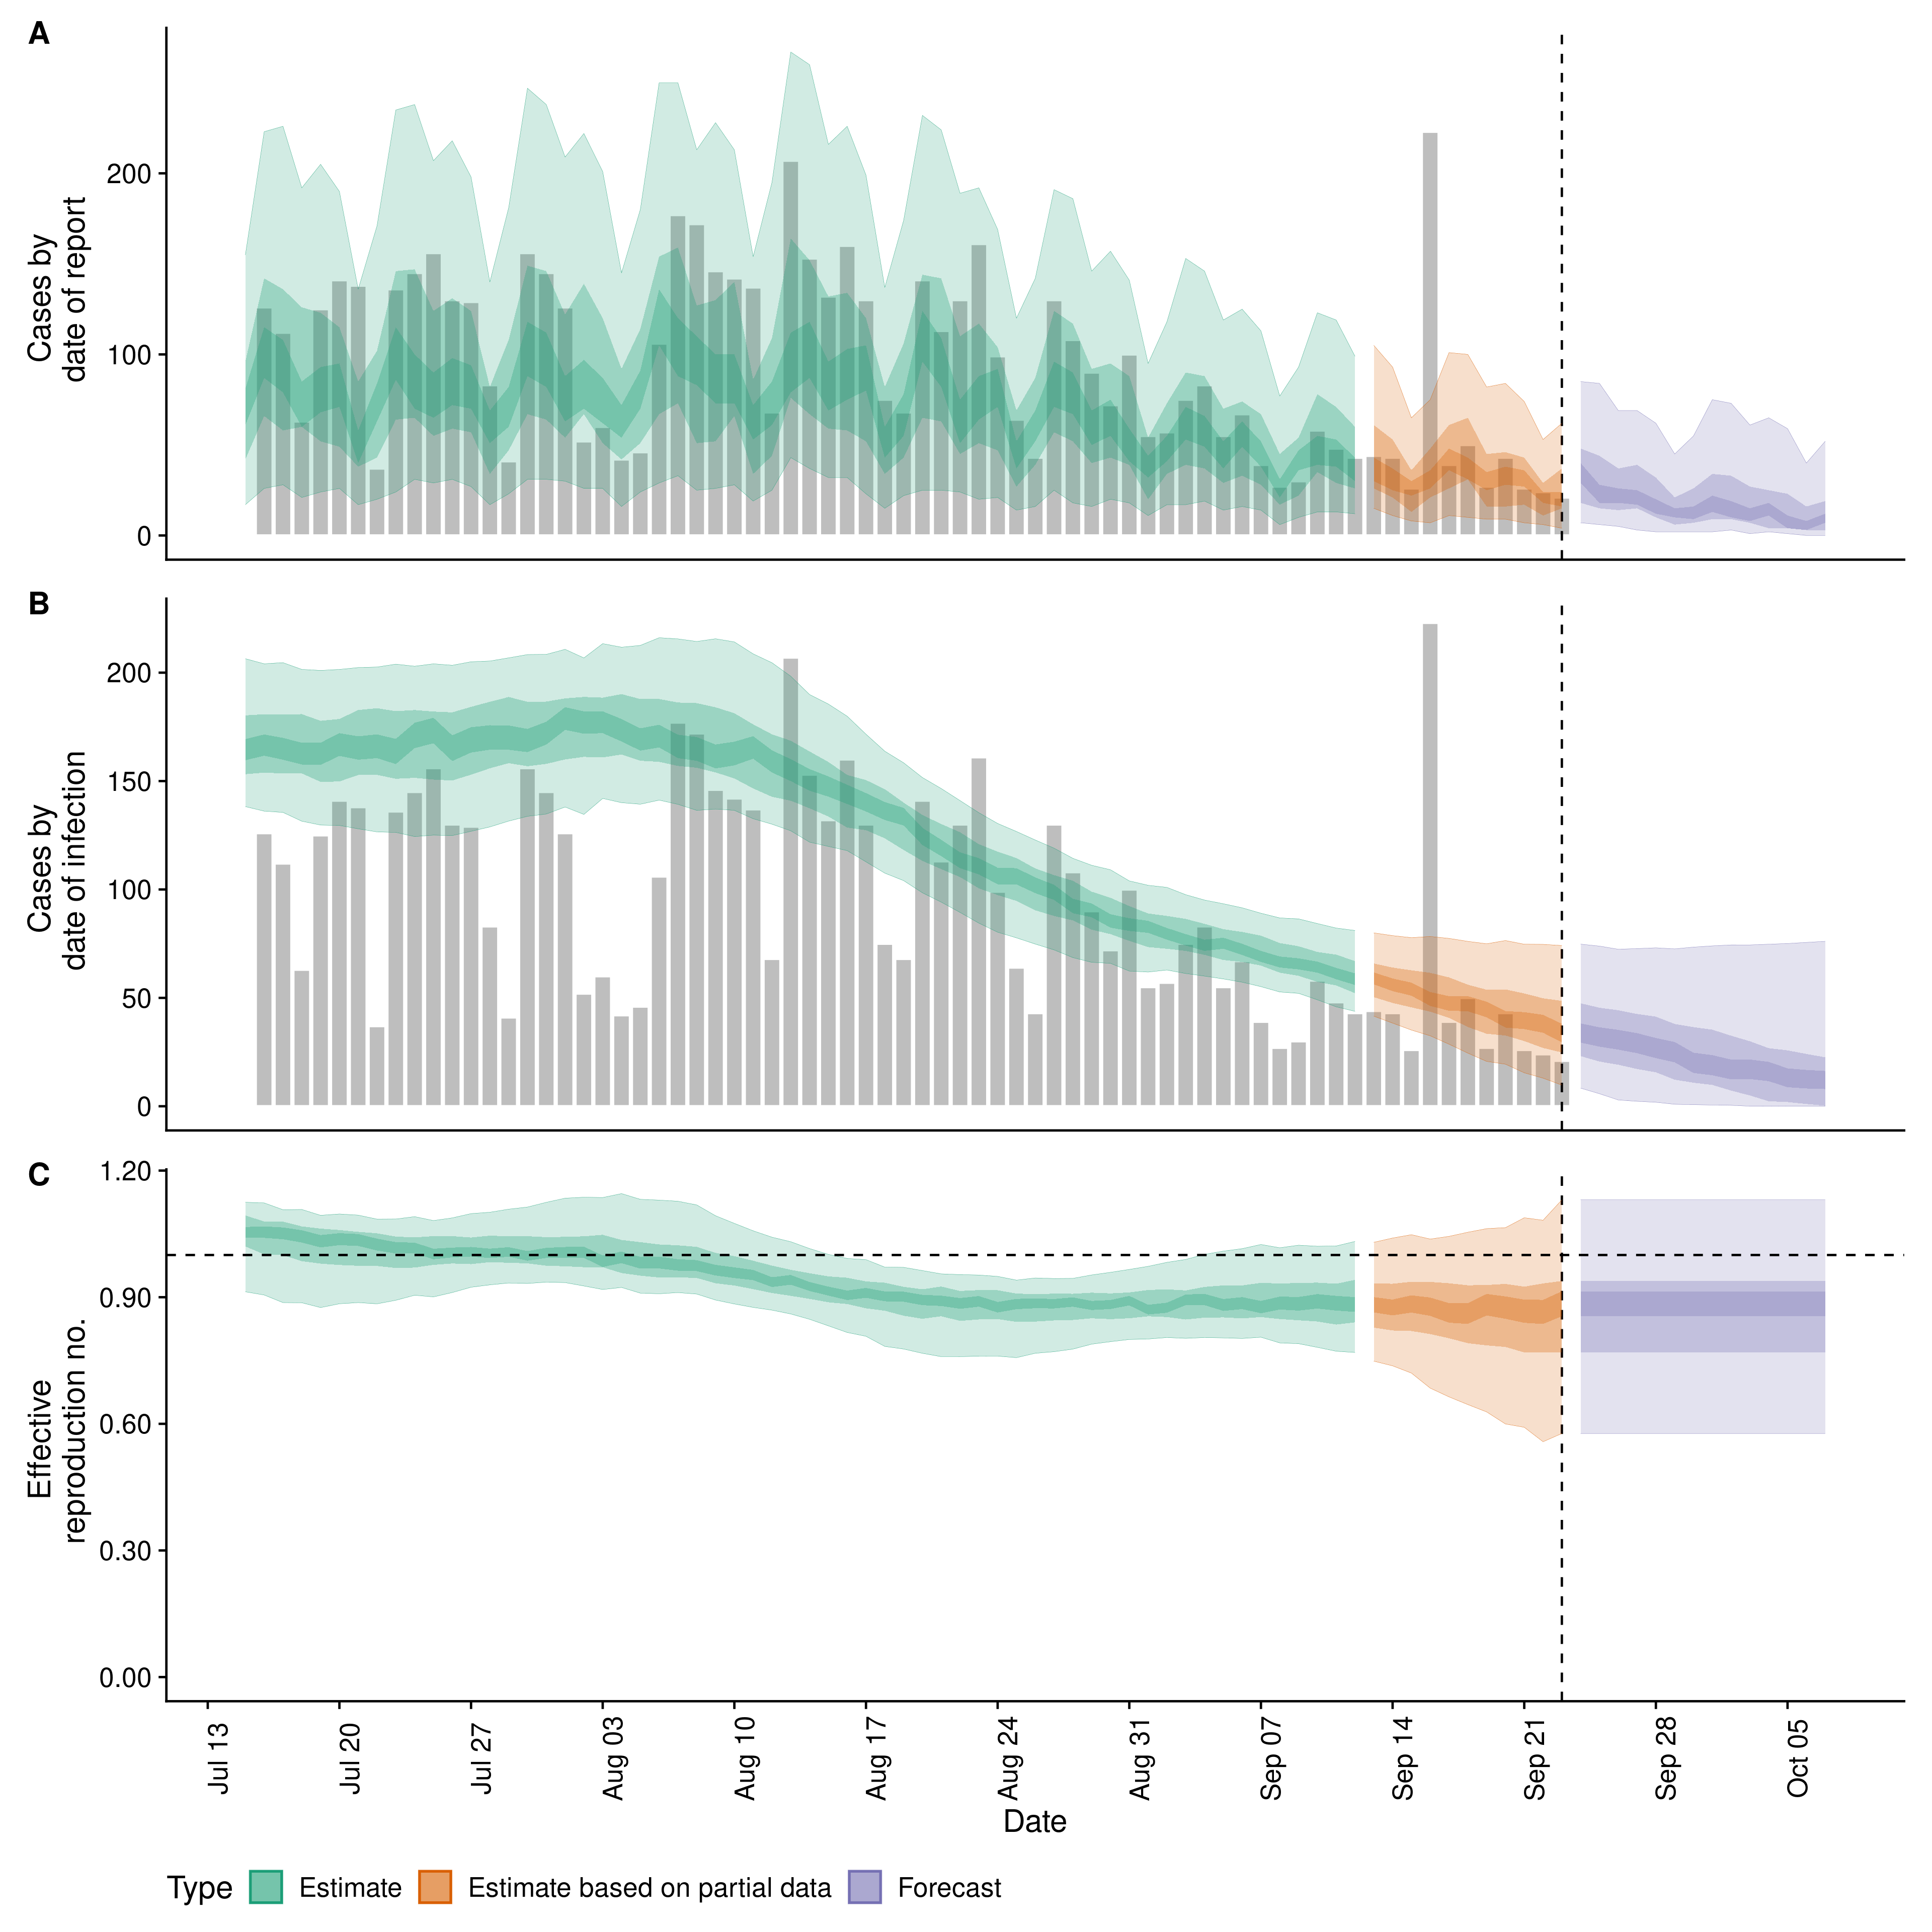 A
Cases by
date of report
200
100
0
B
Cases by
date of infection
200
150
100
50
0
C
Effective
reproduction no.
1.20
0.90
0.60
0.30
0.00
Jul 13
Jul 20
Jul 27
Aug 03
Aug 10
Aug 17
Aug 24
Aug 31
Sep 07
Sep 14
Sep 21
Sep 28
Oct 05
Date
Type Estimate Estimate based on partial data Forecast